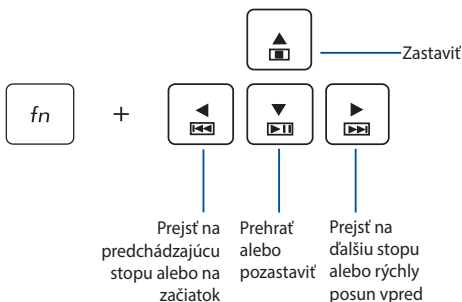 Zastaviť
fn
+
Prejsť na
predchádzajúcu
stopu alebo na
začiatok
Prehrať
alebo
pozastaviť
Prejsť na
ďalšiu stopu
alebo rýchly
posun vpred